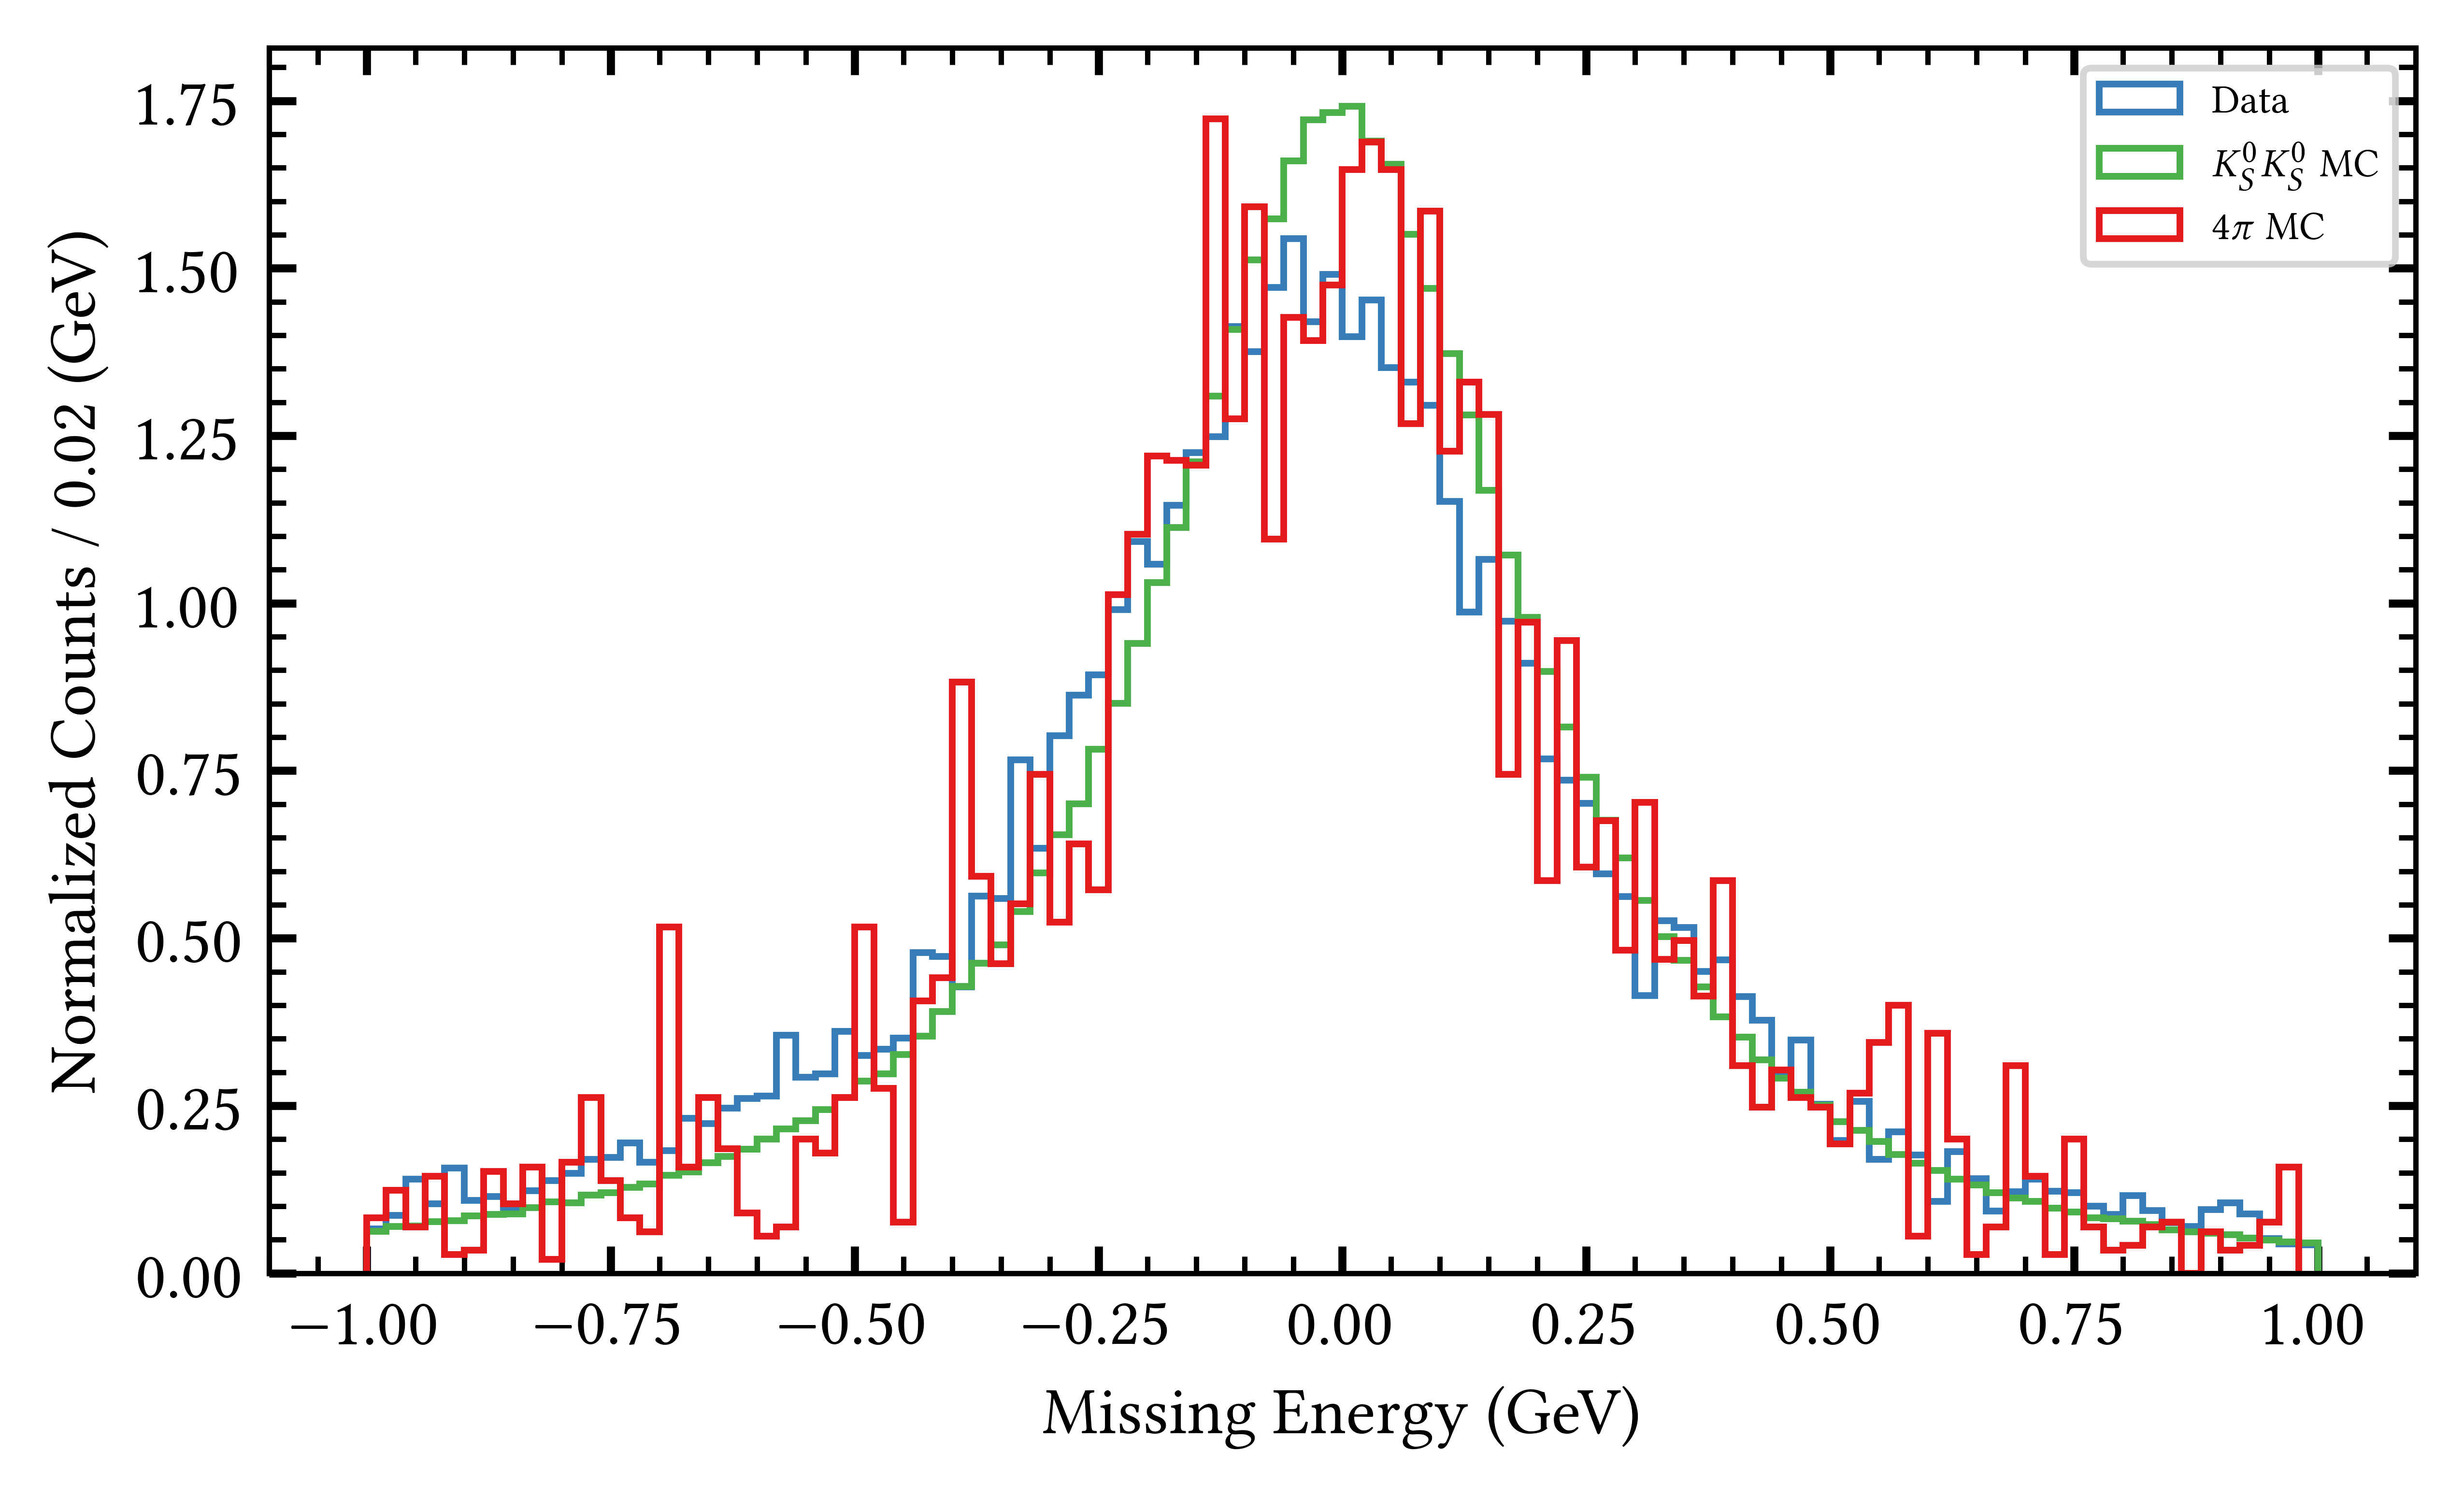 Normalized Counts / 0.02 (GeV)
1.75
1.50
1.25
1.00
0.75
0.50
0.25
0.00
−1.00 −0.75 −0.50 −0.25 0.00 0.25 0.50 0.75 1.00
Missing Energy (GeV)
Data
$K_S^0 K_S^0$ MC
4π MC